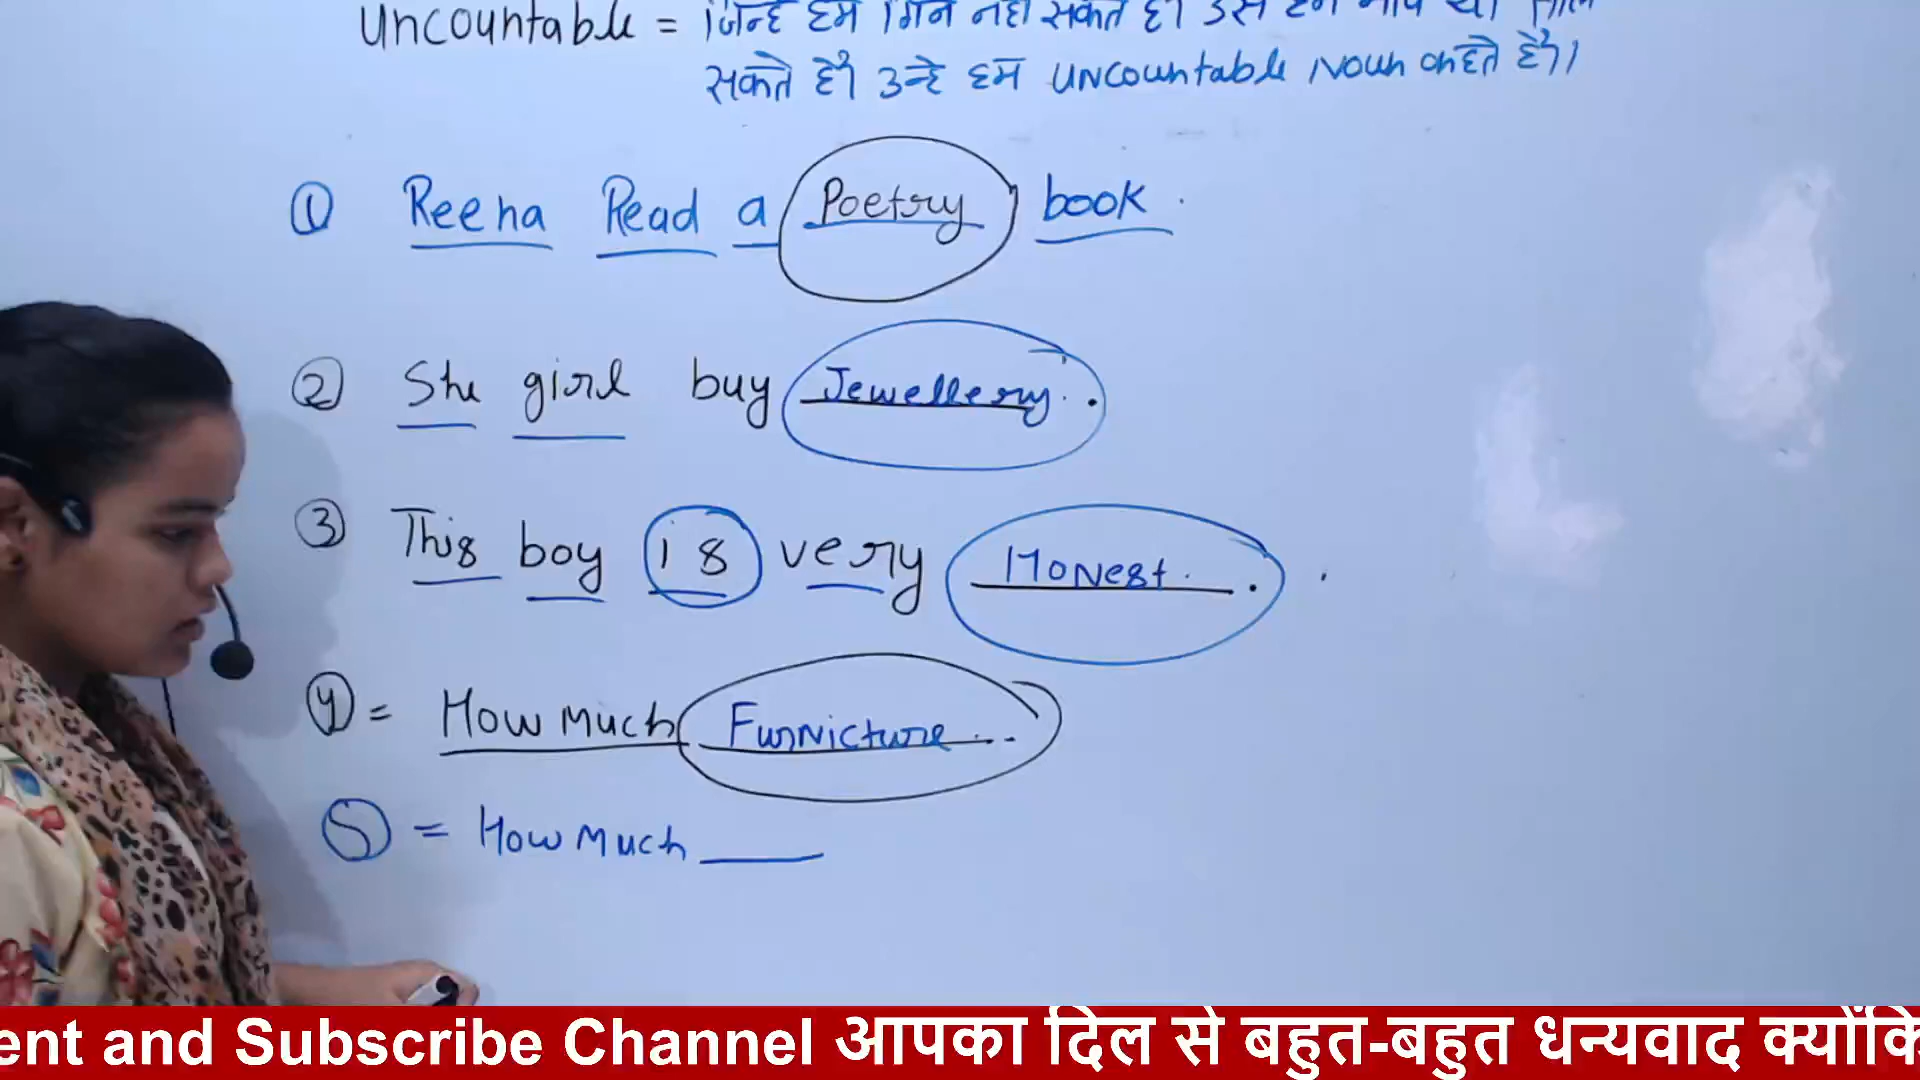 Uncountable = जिन्हे हम गिन नहीं सकते है। उसे हम माप या तोल
सकते हैं। उन्हे हम uncountable Noun कहते हैं।
① Reena Read a Poetry book.
② She girl buy Jewellery.
③ This boy is very Honest.
④ = How much Furnicture.
⑤ = How much ____
ent and Subscribe Channel आपका दिल से बहुत-बहुत धन्यवाद क्योंकि